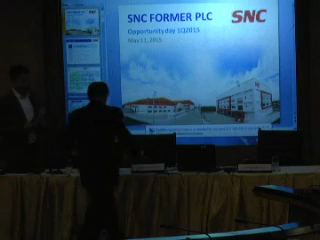 SNC FORMER PLC
SNC
Opportunity day 1Q2015
May 11, 2015